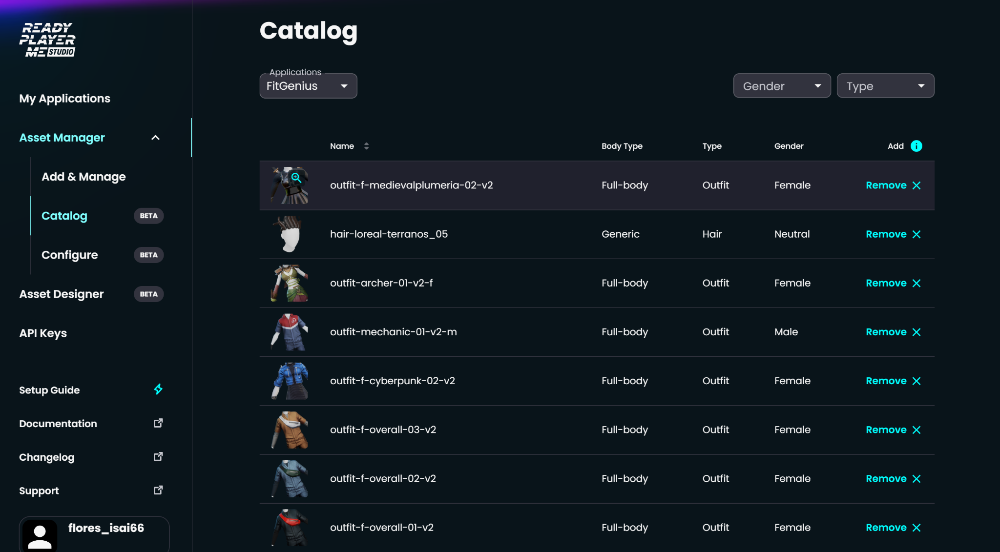 READY
PLAYER
ME STUDIO
My Applications
Asset Manager
Add & Manage
Catalog BETA
Configure BETA
Asset Designer BETA
API Keys
Setup Guide
Documentation
Changelog
Support
flores_isai66
Catalog
Applications
FitGenius
Gender Type
Name Body Type Type Gender Add
outfit-f-medievalplumeria-02-v2 Full-body Outfit Female Remove
hair-loreal-terranos_05 Generic Hair Neutral Remove
outfit-archer-01-v2-f Full-body Outfit Female Remove
outfit-mechanic-01-v2-m Full-body Outfit Male Remove
outfit-f-cyberpunk-02-v2 Full-body Outfit Female Remove
outfit-f-overall-03-v2 Full-body Outfit Female Remove
outfit-f-overall-02-v2 Full-body Outfit Female Remove
outfit-f-overall-01-v2 Full-body Outfit Female Remove